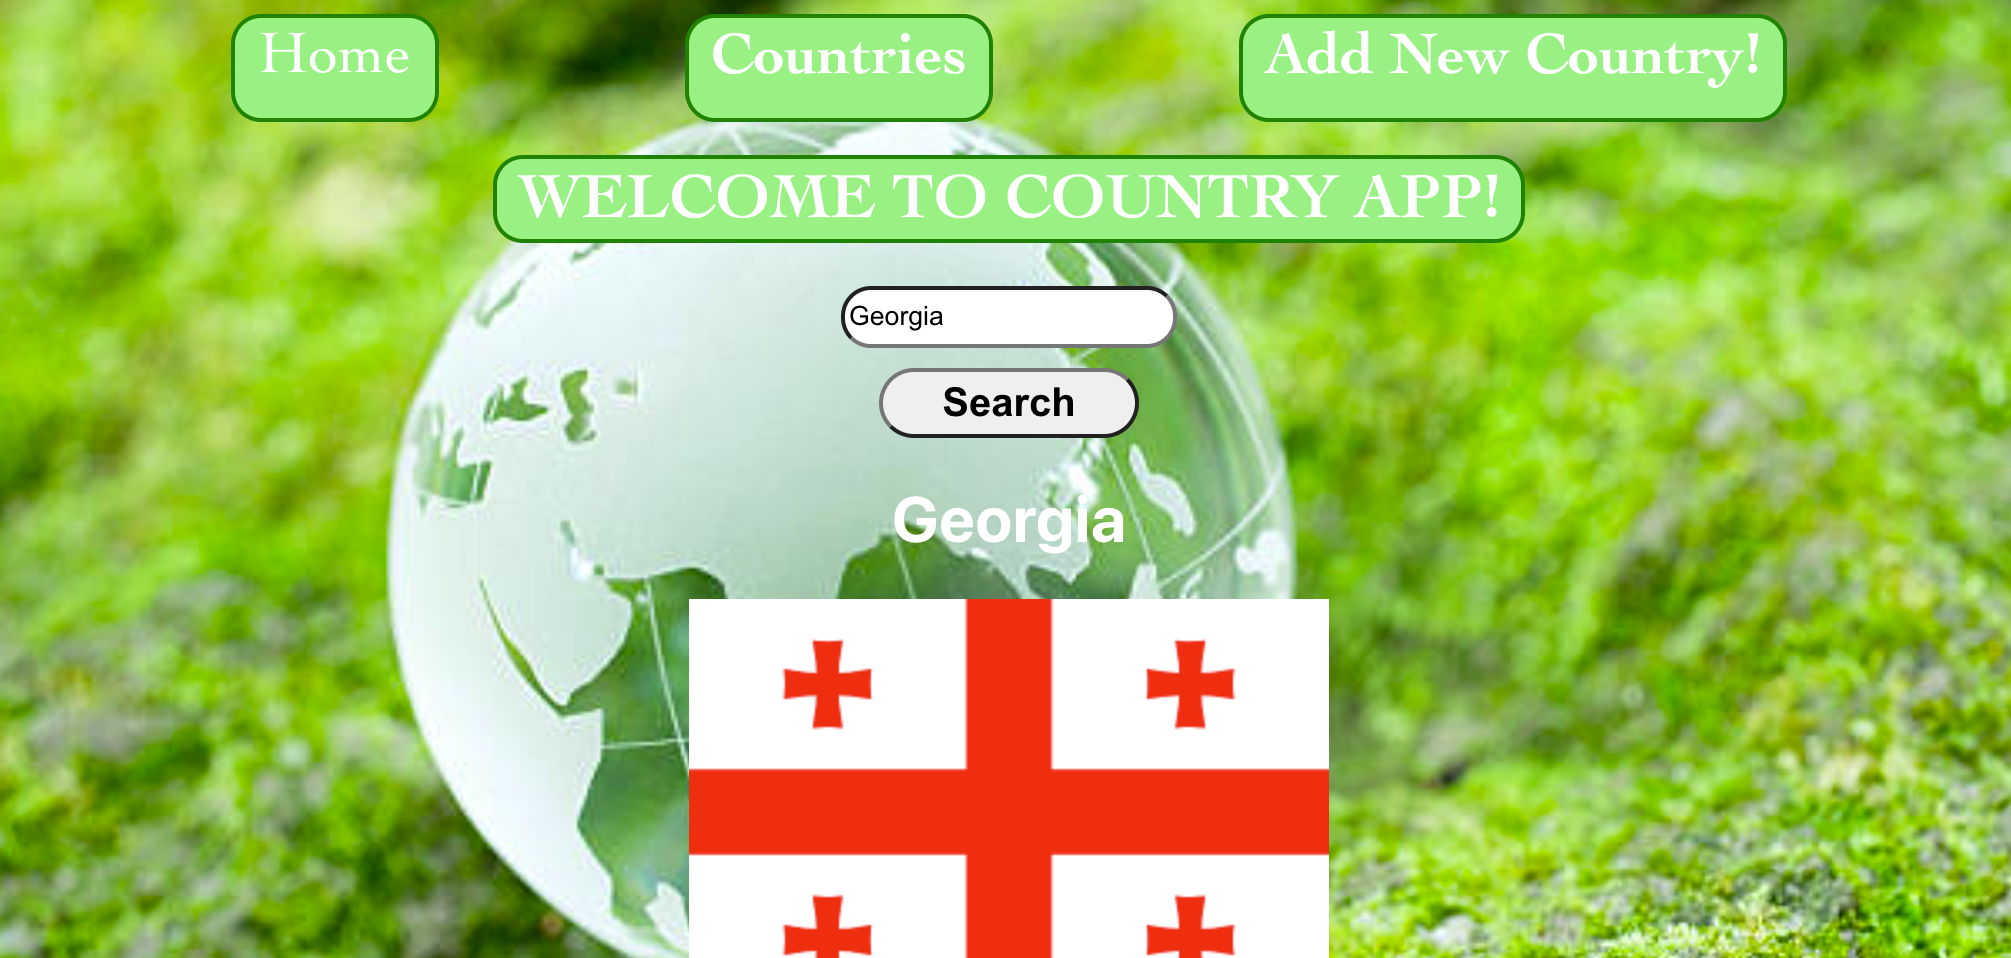 Home
Countries
Add New Country!
WELCOME TO COUNTRY APP!
Georgia
Search
Georgia